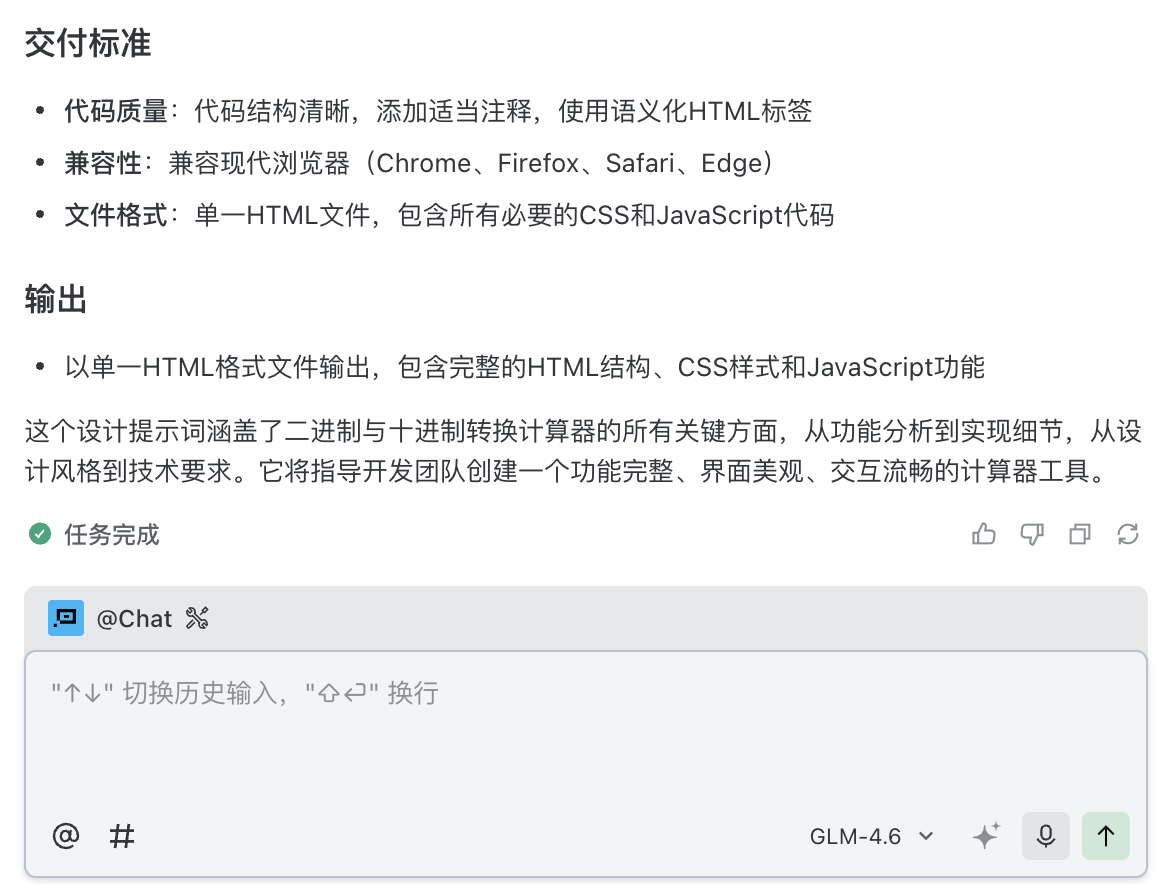 交付标准
• 代码质量：代码结构清晰，添加适当注释，使用语义化HTML标签
• 兼容性：兼容现代浏览器（Chrome、Firefox、Safari、Edge）
• 文件格式：单一HTML文件，包含所有必要的CSS和JavaScript代码
输出
• 以单一HTML格式文件输出，包含完整的HTML结构、CSS样式和JavaScript功能
这个设计提示词涵盖了二进制与十进制转换计算器的所有关键方面，从功能分析到实现细节，从设
计风格到技术要求。它将指导开发团队创建一个功能完整、界面美观、交互流畅的计算器工具。
任务完成
@Chat
"↑↓" 切换历史输入，"⇧⏎" 换行
@ #
GLM-4.6